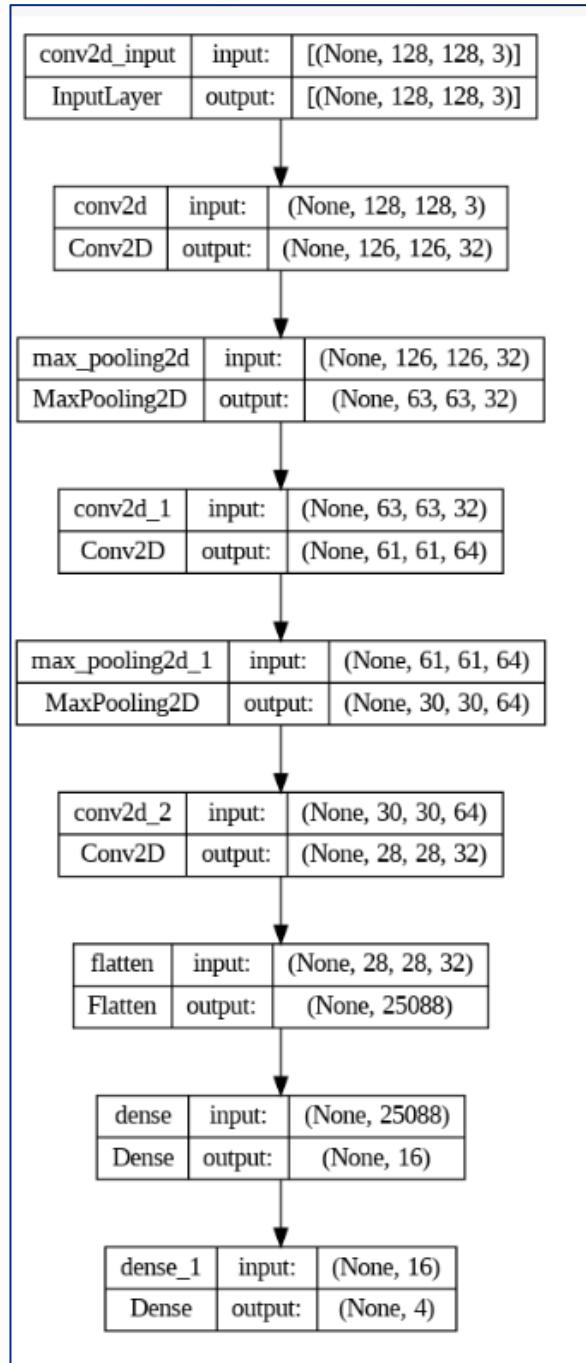 conv2d_input input: [(None, 128, 128, 3)]
InputLayer output: [(None, 128, 128, 3)]
conv2d input: (None, 128, 128, 3)
Conv2D output: (None, 126, 126, 32)
max_pooling2d input: (None, 126, 126, 32)
MaxPooling2D output: (None, 63, 63, 32)
conv2d_1 input: (None, 63, 63, 32)
Conv2D output: (None, 61, 61, 64)
max_pooling2d_1 input: (None, 61, 61, 64)
MaxPooling2D output: (None, 30, 30, 64)
conv2d_2 input: (None, 30, 30, 64)
Conv2D output: (None, 28, 28, 32)
flatten input: (None, 28, 28, 32)
Flatten output: (None, 25088)
dense input: (None, 25088)
Dense output: (None, 16)
dense_1 input: (None, 16)
Dense output: (None, 4)